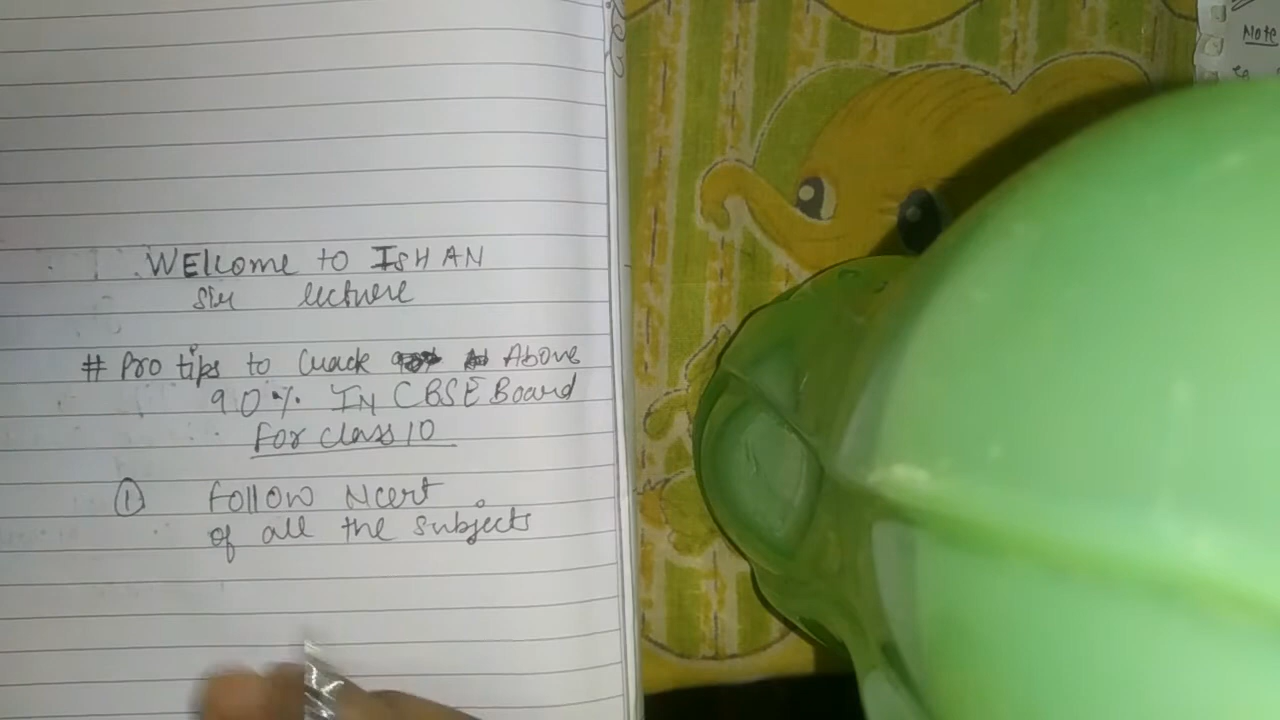 WElcome to ISHAN
sir lecture
# Pro tips to Crack Above
90% IN CBSE Board
For class 10
① Follow Ncert
of all the subjects
Note